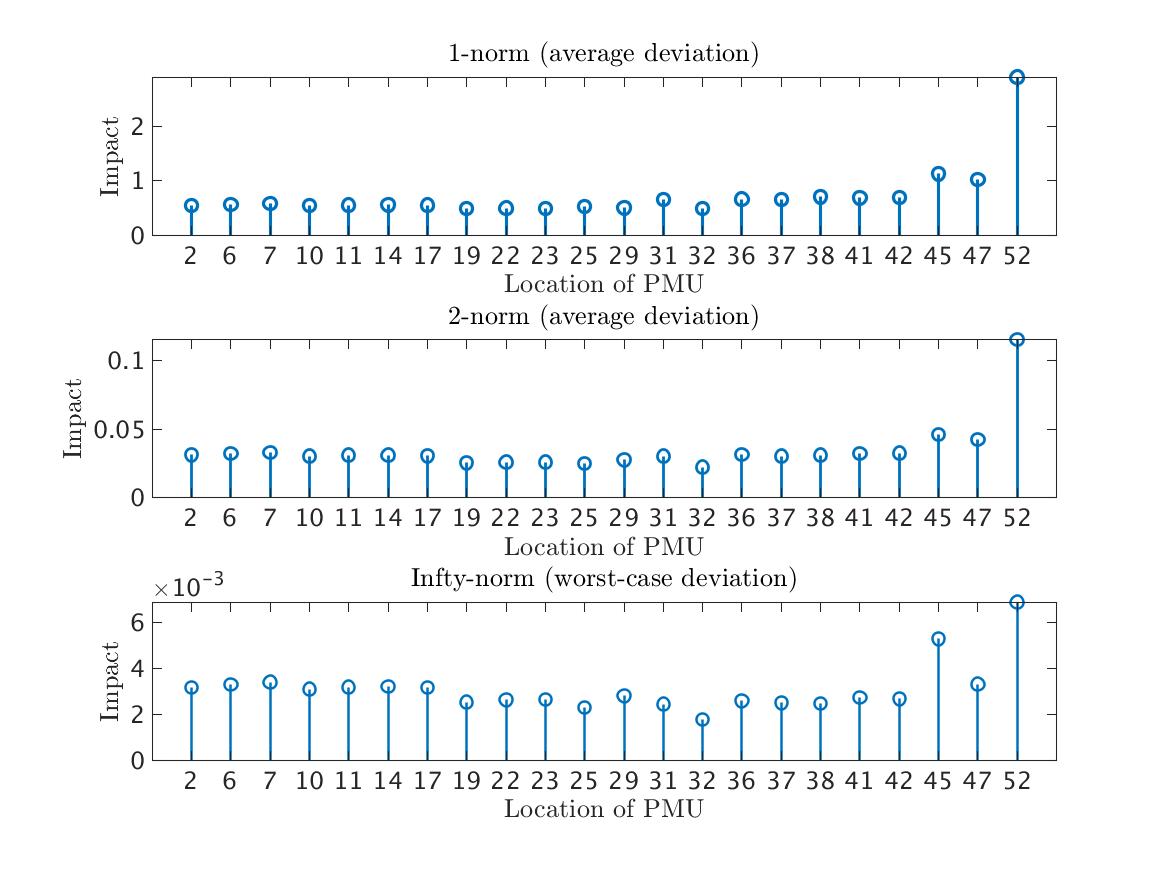 1-norm (average deviation)
Impact
2
1
0
2 6 7 10 11 14 17 19 22 23 25 29 31 32 36 37 38 41 42 45 47 52
Location of PMU
2-norm (average deviation)
Impact
0.1
0.05
0
2 6 7 10 11 14 17 19 22 23 25 29 31 32 36 37 38 41 42 45 47 52
Location of PMU
Infty-norm (worst-case deviation)
×10⁻³
Impact
6
4
2
0
2 6 7 10 11 14 17 19 22 23 25 29 31 32 36 37 38 41 42 45 47 52
Location of PMU